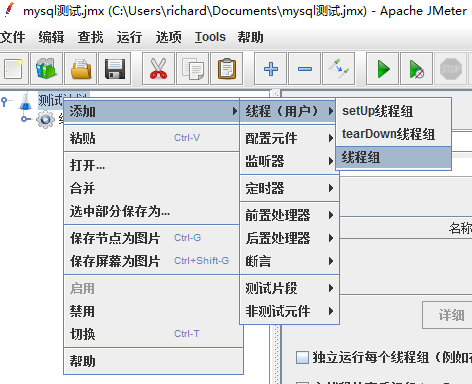 mysql测试.jmx (C:\Users\richard\Documents\mysql测试.jmx) - Apache JMeter
文件 编辑 查找 运行 选项 Tools 帮助
测试计划
添加
粘贴 Ctrl-V
打开...
合并
选中部分保存为...
保存节点为图片 Ctrl-G
保存屏幕为图片 Ctrl+Shift-G
启用
禁用
切换 Ctrl-T
帮助
线程（用户）
配置元件
监听器
定时器
前置处理器
后置处理器
断言
测试片段
非测试元件
setUp线程组
tearDown线程组
线程组
名称
详细
独立运行每个线程组（例如在